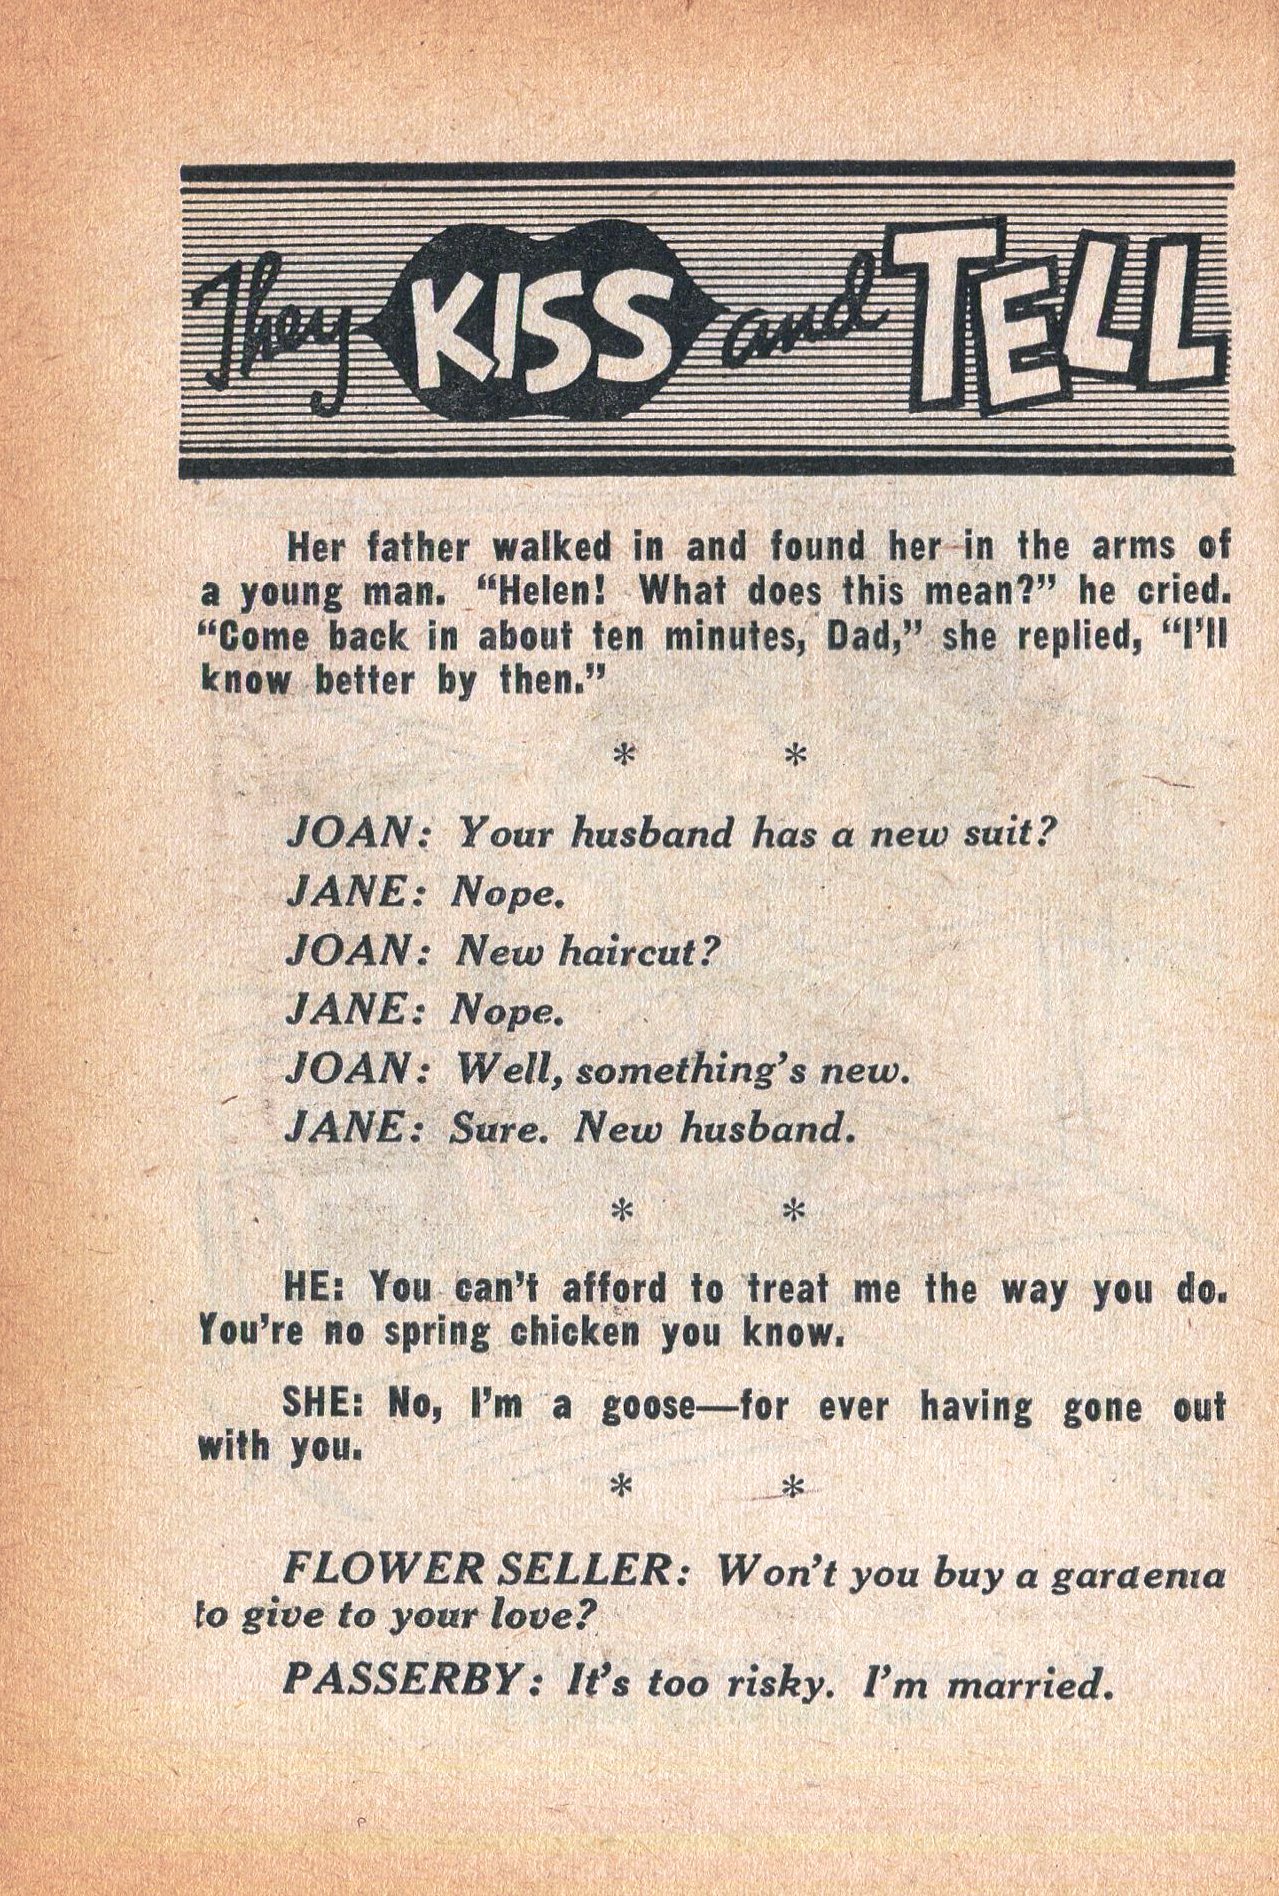 They KISS and TELL
Her father walked in and found her in the arms of
a young man. “Helen! What does this mean?” he cried.
“Come back in about ten minutes, Dad,” she replied, “I’ll
know better by then.”
* *
JOAN: Your husband has a new suit?
JANE: Nope.
JOAN: New haircut?
JANE: Nope.
JOAN: Well, something’s new.
JANE: Sure. New husband.
* *
HE: You can’t afford to treat me the way you do.
You’re no spring chicken you know.
SHE: No, I’m a goose—for ever having gone out
with you.
* *
FLOWER SELLER: Won’t you buy a gardenia
to give to your love?
PASSERBY: It’s too risky. I’m married.